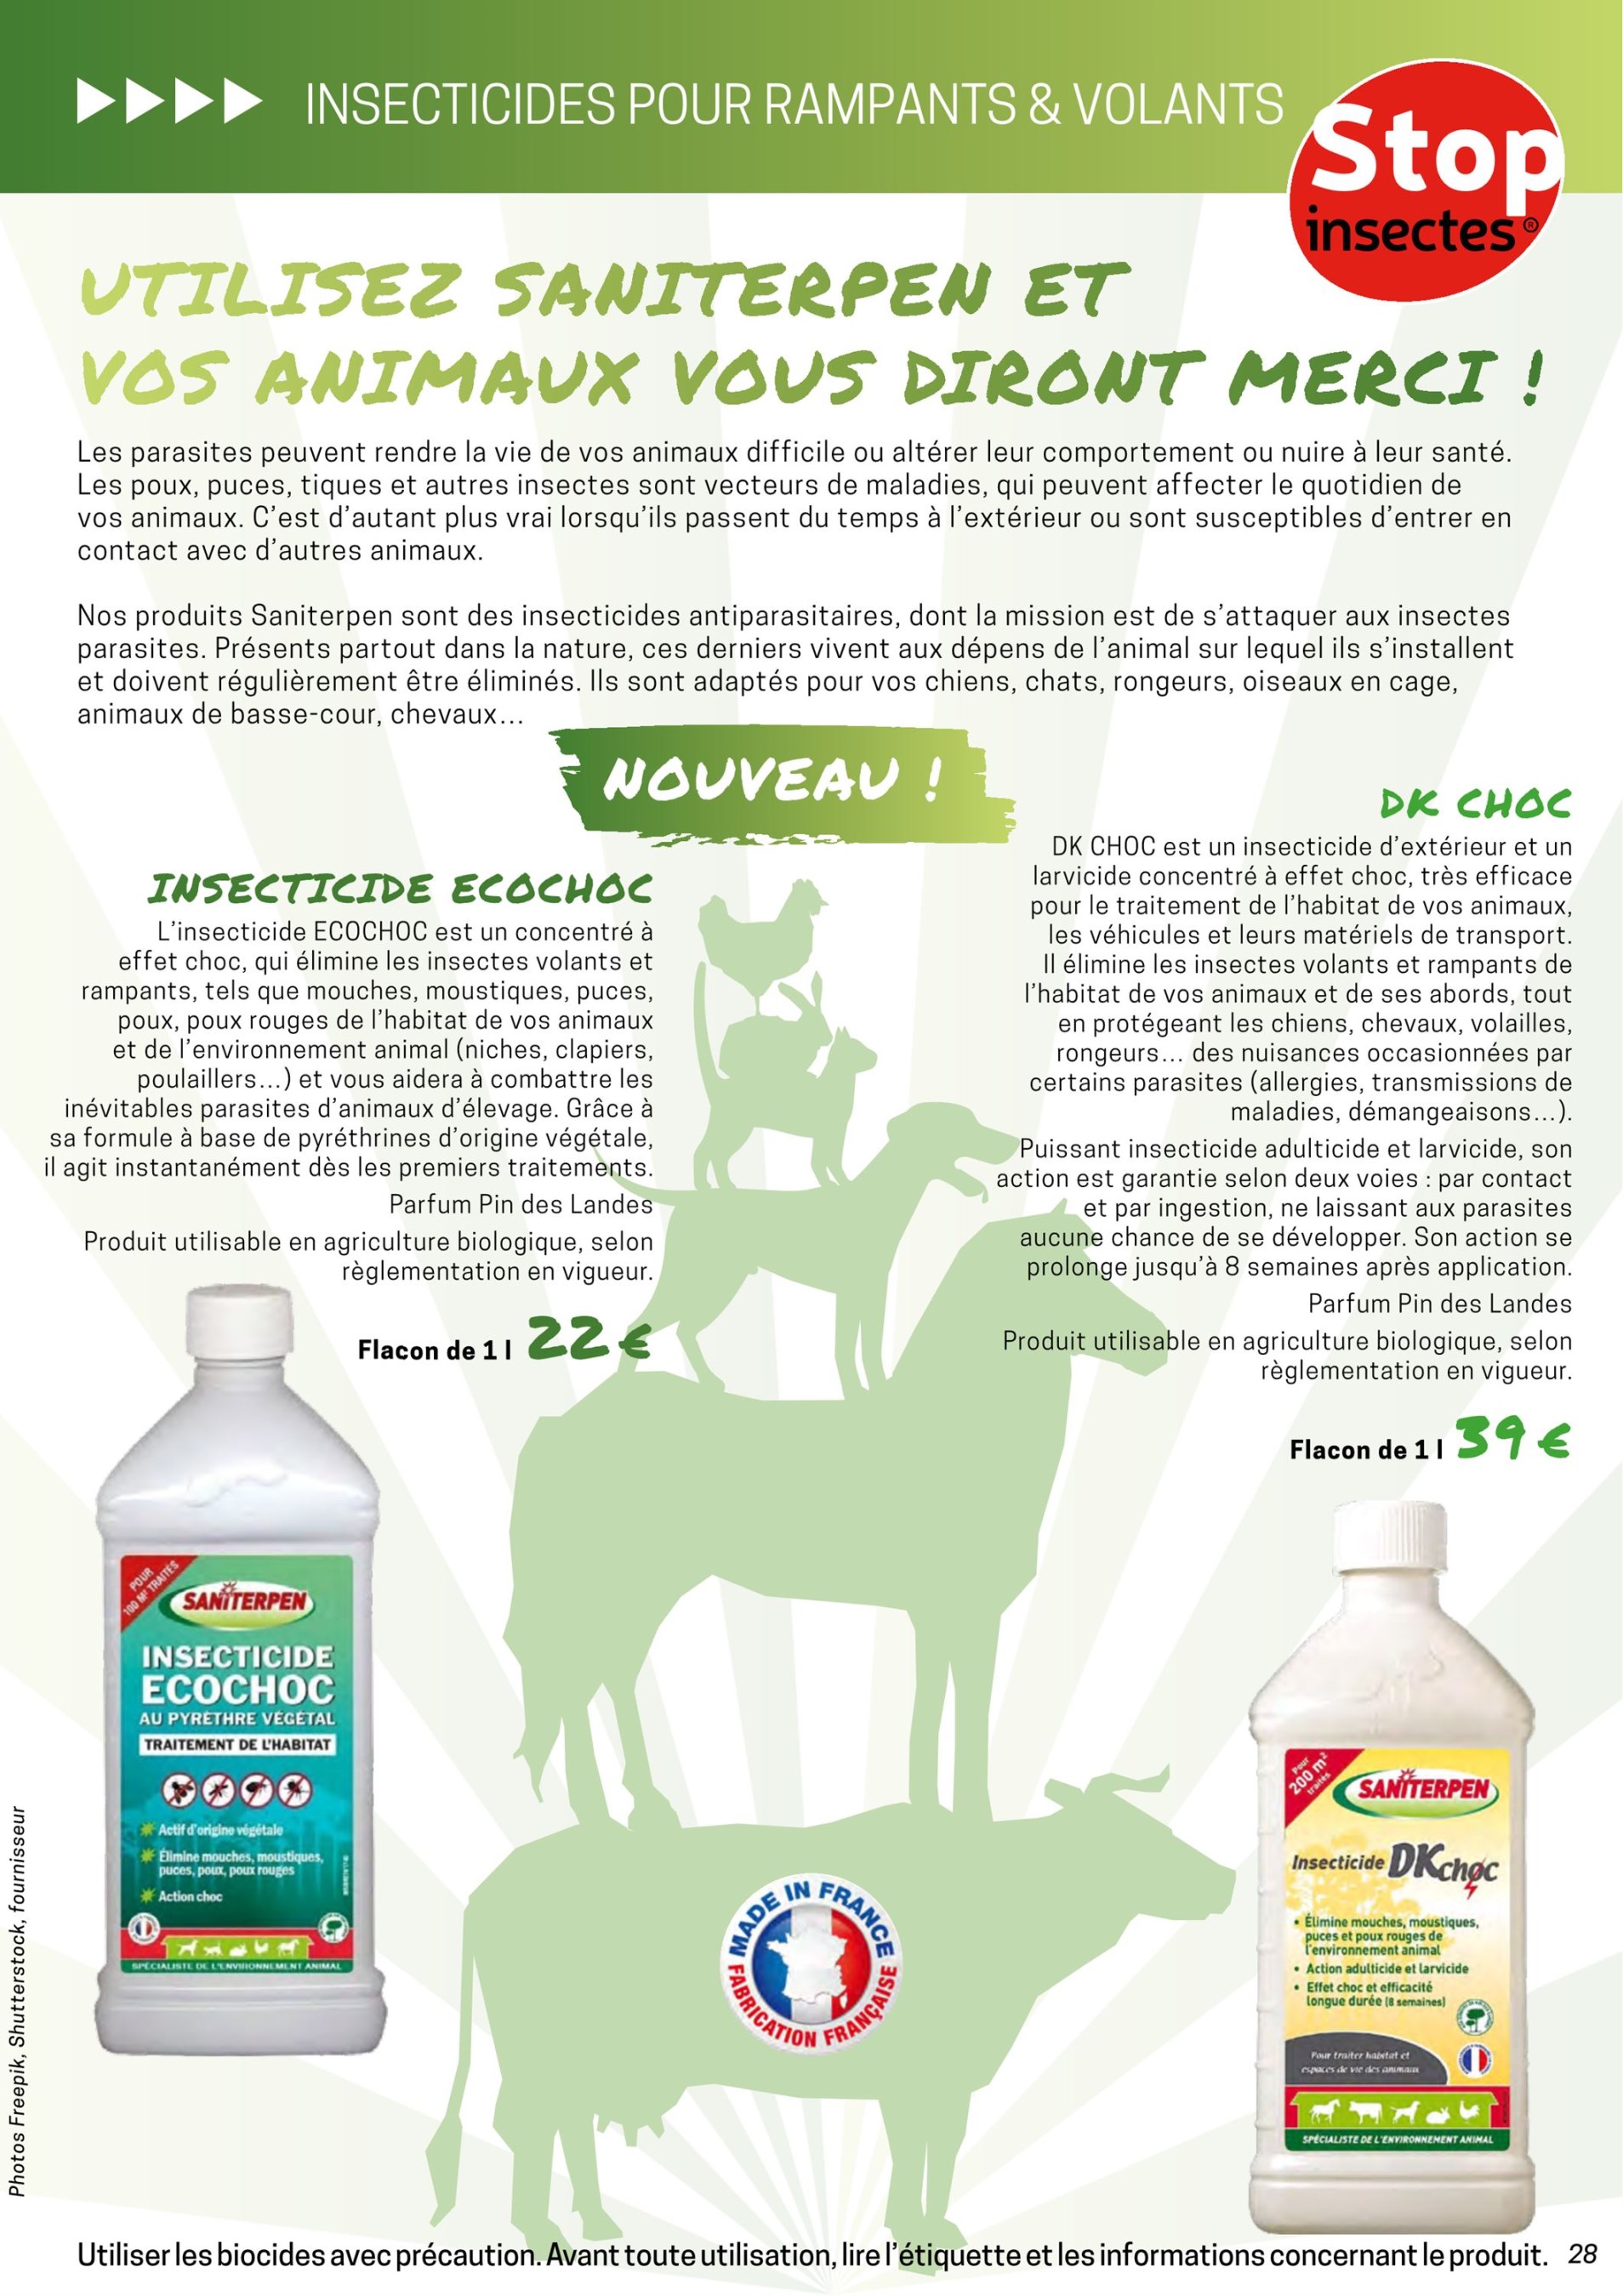 INSECTICIDES POUR RAMPANTS & VOLANTS
Stop
insectes®
UTILISEZ SANITERPEN ET
VOS ANIMAUX VOUS DIRONT MERCI !
Les parasites peuvent rendre la vie de vos animaux difficile ou altérer leur comportement ou nuire à leur santé.
Les poux, puces, tiques et autres insectes sont vecteurs de maladies, qui peuvent affecter le quotidien de
vos animaux. C'est d'autant plus vrai lorsqu'ils passent du temps à l'extérieur ou sont susceptibles d'entrer en
contact avec d'autres animaux.
Nos produits Saniterpen sont des insecticides antiparasitaires, dont la mission est de s'attaquer aux insectes
parasites. Présents partout dans la nature, ces derniers vivent aux dépens de l'animal sur lequel ils s'installent
et doivent régulièrement être éliminés. Ils sont adaptés pour vos chiens, chats, rongeurs, oiseaux en cage,
animaux de basse-cour, chevaux...
NOUVEAU !
INSECTICIDE ECOCHOC
L'insecticide ECOCHOC est un concentré à
effet choc, qui élimine les insectes volants et
rampants, tels que mouches, moustiques, puces,
poux, poux rouges de l'habitat de vos animaux
et de l'environnement animal (niches, clapiers,
poulaillers...) et vous aidera à combattre les
inévitables parasites d'animaux d'élevage. Grâce à
sa formule à base de pyréthrines d'origine végétale,
il agit instantanément dès les premiers traitements.
Parfum Pin des Landes
Produit utilisable en agriculture biologique, selon
règlementation en vigueur.
Flacon de 1 l 22 €
DK CHOC
DK CHOC est un insecticide d'extérieur et un
larvicide concentré à effet choc, très efficace
pour le traitement de l'habitat de vos animaux,
les véhicules et leurs matériels de transport.
Il élimine les insectes volants et rampants de
l'habitat de vos animaux et de ses abords, tout
en protégeant les chiens, chevaux, volailles,
rongeurs... des nuisances occasionnées par
certains parasites (allergies, transmissions de
maladies, démangeaisons...).
Puissant insecticide adulticide et larvicide, son
action est garantie selon deux voies : par contact
et par ingestion, ne laissant aux parasites
aucune chance de se développer. Son action se
prolonge jusqu'à 8 semaines après application.
Parfum Pin des Landes
Produit utilisable en agriculture biologique, selon
règlementation en vigueur.
Flacon de 1 l 39 €
POUR
100 M² TRAITÉS
SANITERPEN
INSECTICIDE
ECOCHOC
AU PYRÈTHRE VÉGÉTAL
TRAITEMENT DE L'HABITAT
Actif d'origine végétale
Élimine mouches, moustiques,
puces, poux, poux rouges
Action choc
SPÉCIALISTE DE L'ENVIRONNEMENT ANIMAL
MADE IN FRANCE
FABRICATION FRANÇAISE
Pour
200 m²
traités
SANITERPEN
Insecticide DKchoc
• Élimine mouches, moustiques,
puces et poux rouges de
l'environnement animal
• Action adulticide et larvicide
• Effet choc et efficacité
longue durée (8 semaines)
Pour traiter habitat et
espaces de vie des animaux
SPÉCIALISTE DE L'ENVIRONNEMENT ANIMAL
Photos Freepik, Shutterstock, fournisseur
Utiliser les biocides avec précaution. Avant toute utilisation, lire l'étiquette et les informations concernant le produit. 28